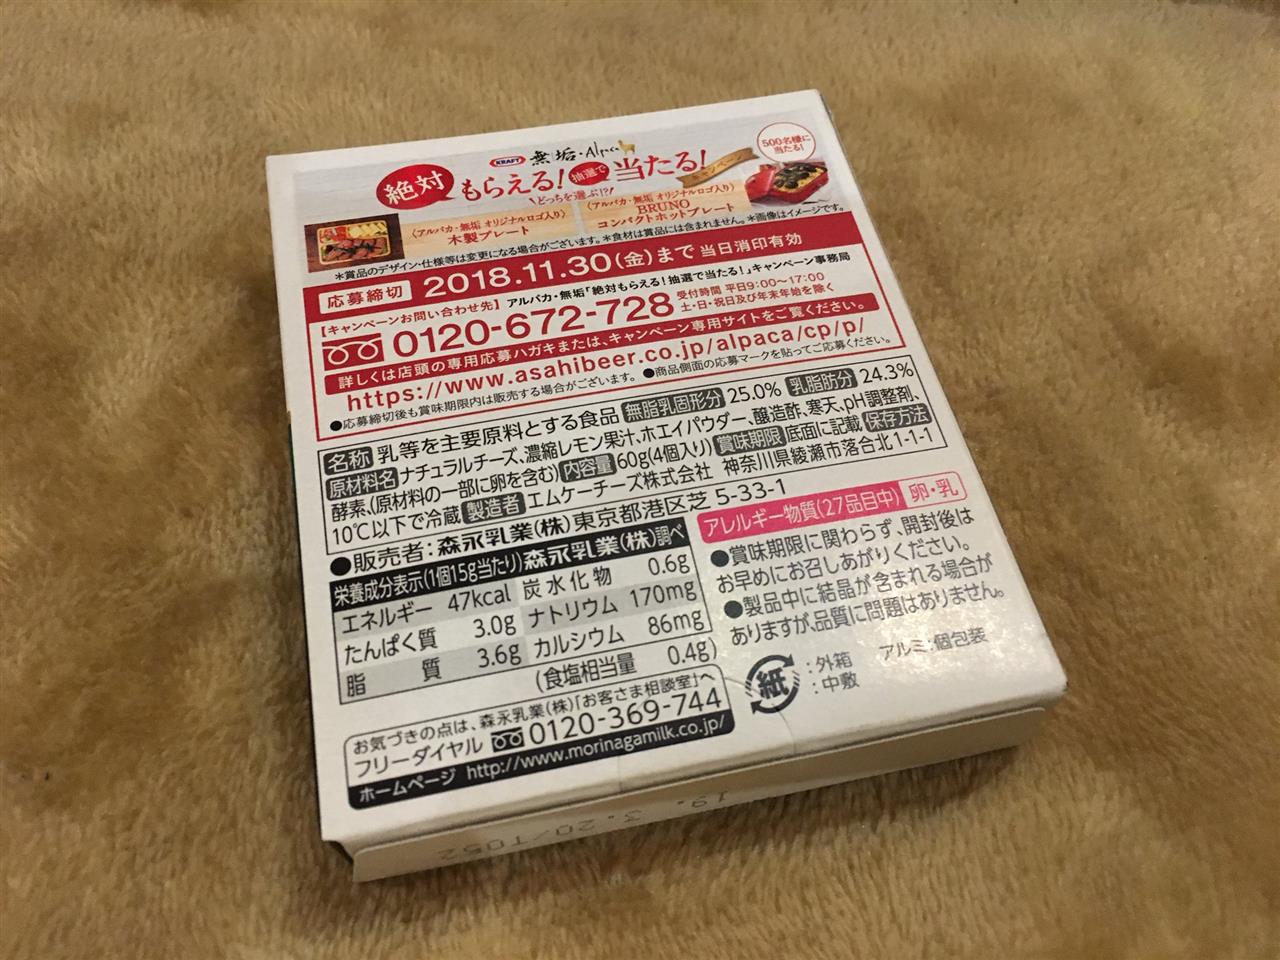 KRAFT 無垢・Alpaca
絶対もらえる!抽選で当たる!キャンペーン
500名様に当たる!
\どっちを選ぶ!?/
〈アルパカ・無垢 オリジナルロゴ入り〉
木製プレート
〈アルパカ・無垢 オリジナルロゴ入り〉
BRUNO
コンパクトホットプレート
*賞品のデザイン・仕様等は変更になる場合がございます。*食材は賞品には含まれません。*画像はイメージです。
応募締切 2018.11.30(金)まで 当日消印有効
【キャンペーンお問い合わせ先】アルパカ・無垢「絶対もらえる!抽選で当たる!」キャンペーン事務局
0120-672-728 受付時間 平日9:00〜17:00
土・日・祝日及び年末年始を除く
詳しくは店頭の専用応募ハガキまたは、キャンペーン専用サイトをご覧ください。
https://www.asahibeer.co.jp/alpaca/cp/p/
●応募締切後も賞味期限内は販売する場合がございます。 ●商品側面の応募マークを貼ってご応募ください。
名称 乳等を主要原料とする食品 無脂乳固形分 25.0% 乳脂肪分 24.3%
原材料名 ナチュラルチーズ、濃縮レモン果汁、ホエイパウダー、醸造酢、寒天、pH調整剤、
酵素、(原材料の一部に卵を含む) 内容量 60g(4個入り) 賞味期限 底面に記載 保存方法
10℃以下で冷蔵 製造者 エムケーチーズ株式会社 神奈川県綾瀬市落合北1-1-1
●販売者:森永乳業(株)東京都港区芝5-33-1
栄養成分表示(1個15g当たり)森永乳業(株)調べ
エネルギー 47kcal 炭水化物 0.6g
たんぱく質 3.0g ナトリウム 170mg
脂質 3.6g カルシウム 86mg
(食塩相当量 0.4g)
アレルギー物質(27品目中) 卵・乳
●賞味期限に関わらず、開封後は
お早めにお召しあがりください。
●製品中に結晶が含まれる場合が
ありますが、品質に問題はありません。
紙 :外箱 アルミ:個包装
:中敷
お気づきの点は、森永乳業(株)「お客さま相談室」へ
フリーダイヤル 0120-369-744
ホームページ http://www.morinagamilk.co.jp/
19. 3.20/T052